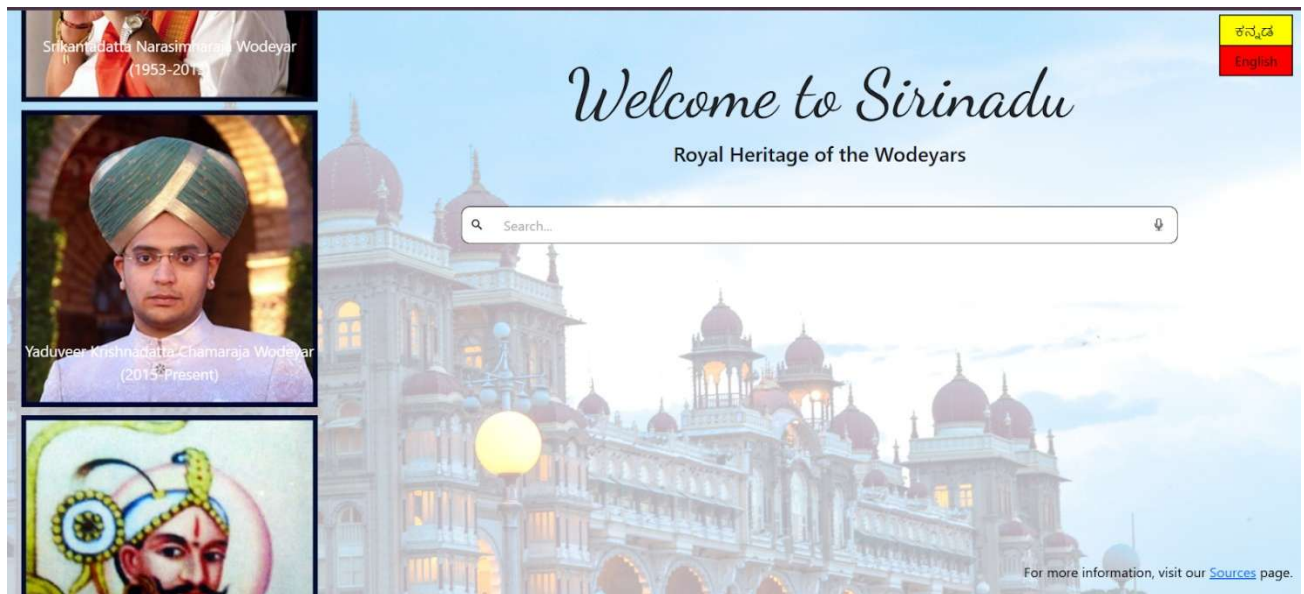 Srikantadatta Narasimharaja Wodeyar
(1953-2013)
Yaduveer Krishnadatta Chamaraja Wodeyar
(2015-Present)
ಕನ್ನಡ
English
Welcome to Sirinadu
Royal Heritage of the Wodeyars
Search...
For more information, visit our Sources page.